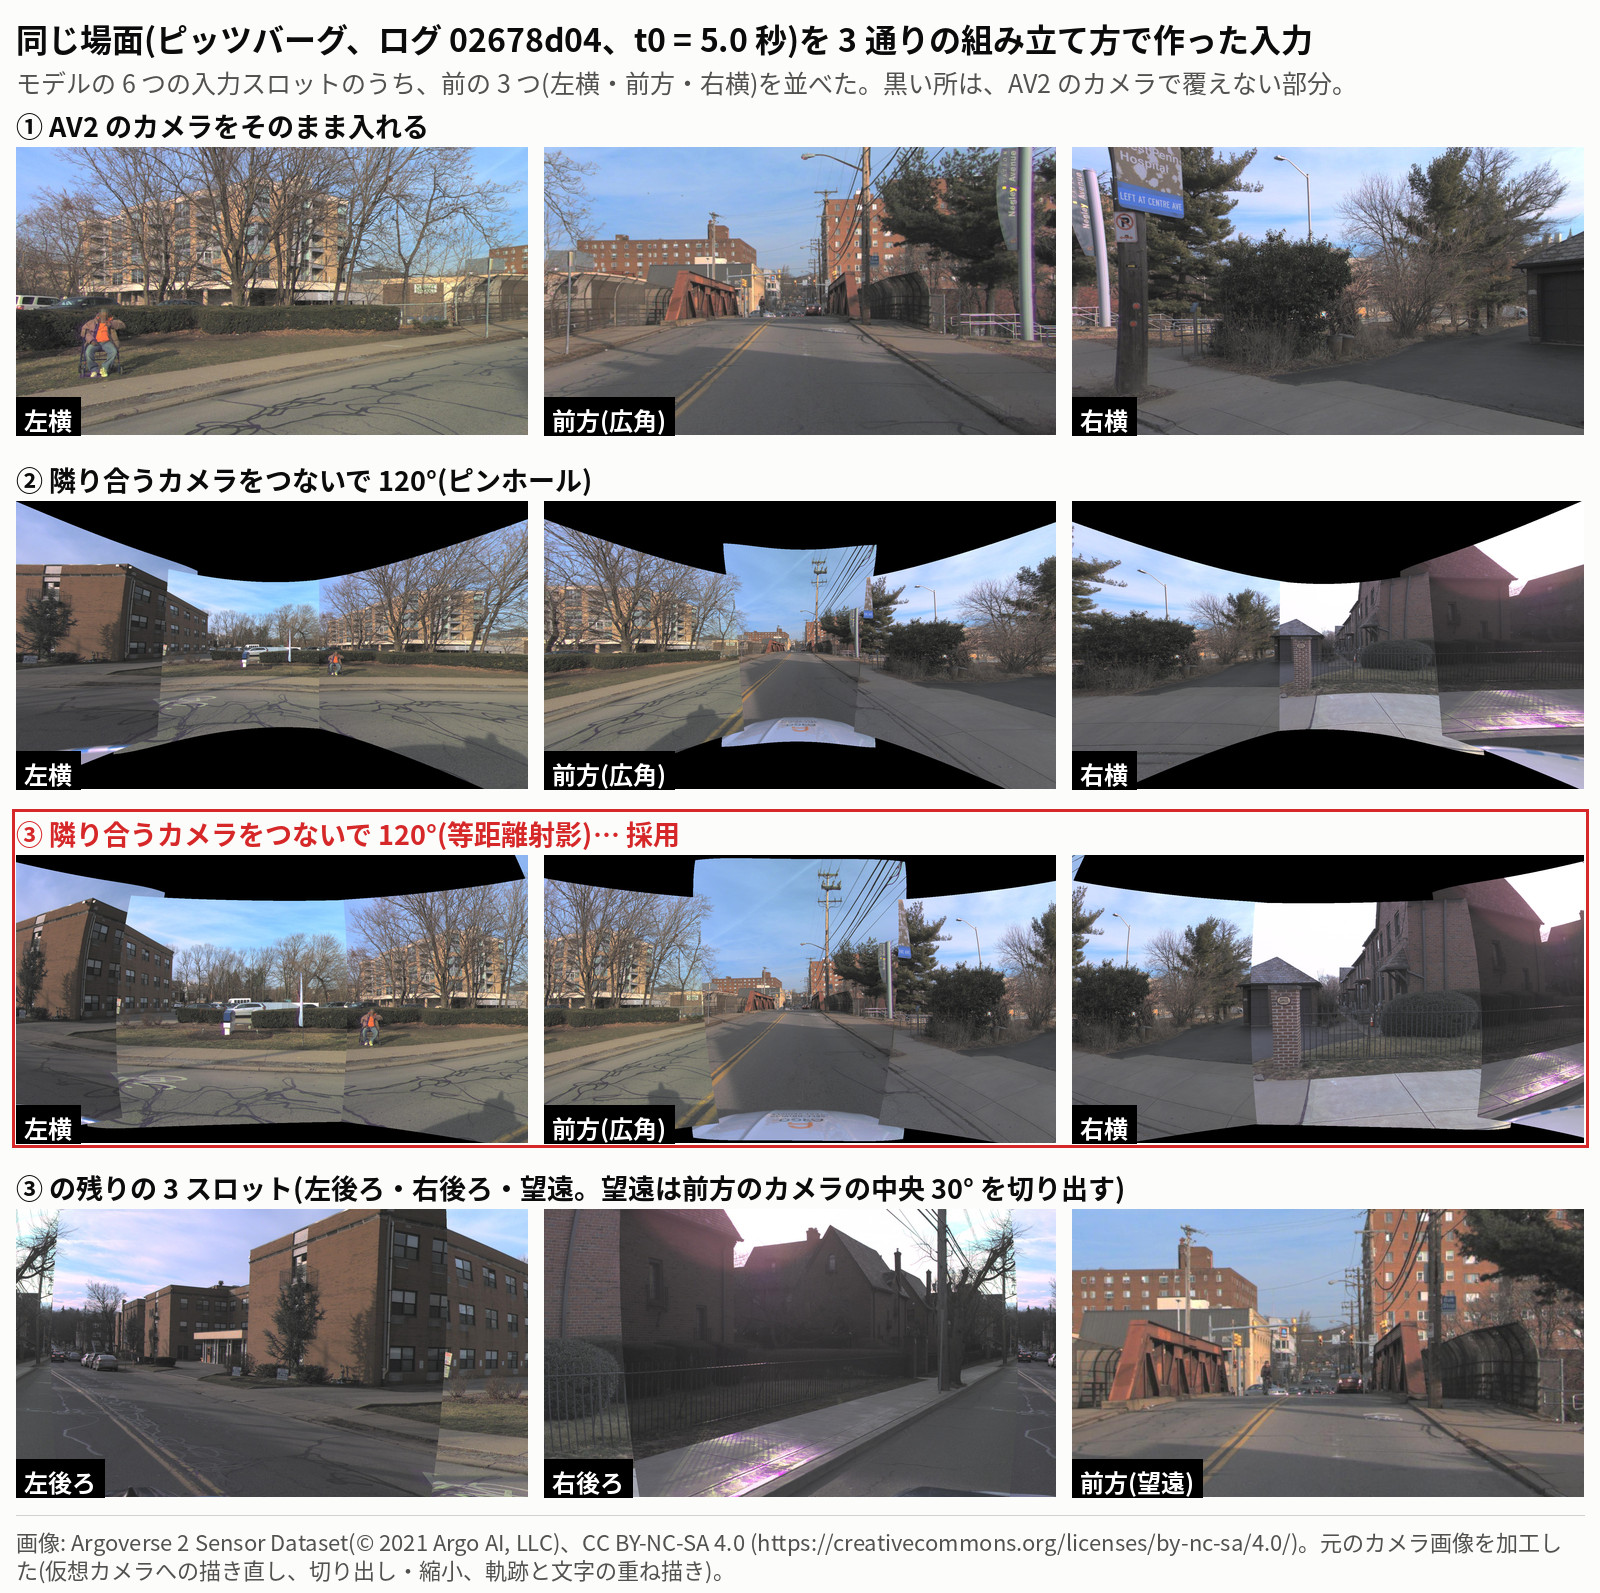 同じ場面(ピッツバーグ、ログ 02678d04、t0 = 5.0 秒)を 3 通りの組み立て方で作った入力
モデルの 6 つの入力スロットのうち、前の 3 つ(左横・前方・右横)を並べた。黒い所は、AV2 のカメラで覆えない部分。
① AV2 のカメラをそのまま入れる
Negley Avenue
Hospital
LEFT AT CENTRE AVE
P
左横
前方(広角)
右横
② 隣り合うカメラをつないで 120°(ピンホール)
左横
前方(広角)
右横
③ 隣り合うカメラをつないで 120°(等距離射影)… 採用
左横
前方(広角)
右横
③ の残りの 3 スロット(左後ろ・右後ろ・望遠。望遠は前方のカメラの中央 30° を切り出す)
左後ろ
右後ろ
前方(望遠)
画像: Argoverse 2 Sensor Dataset(© 2021 Argo AI, LLC)、CC BY-NC-SA 4.0 (https://creativecommons.org/licenses/by-nc-sa/4.0/)。元のカメラ画像を加工し
た(仮想カメラへの描き直し、切り出し・縮小、軌跡と文字の重ね描き)。